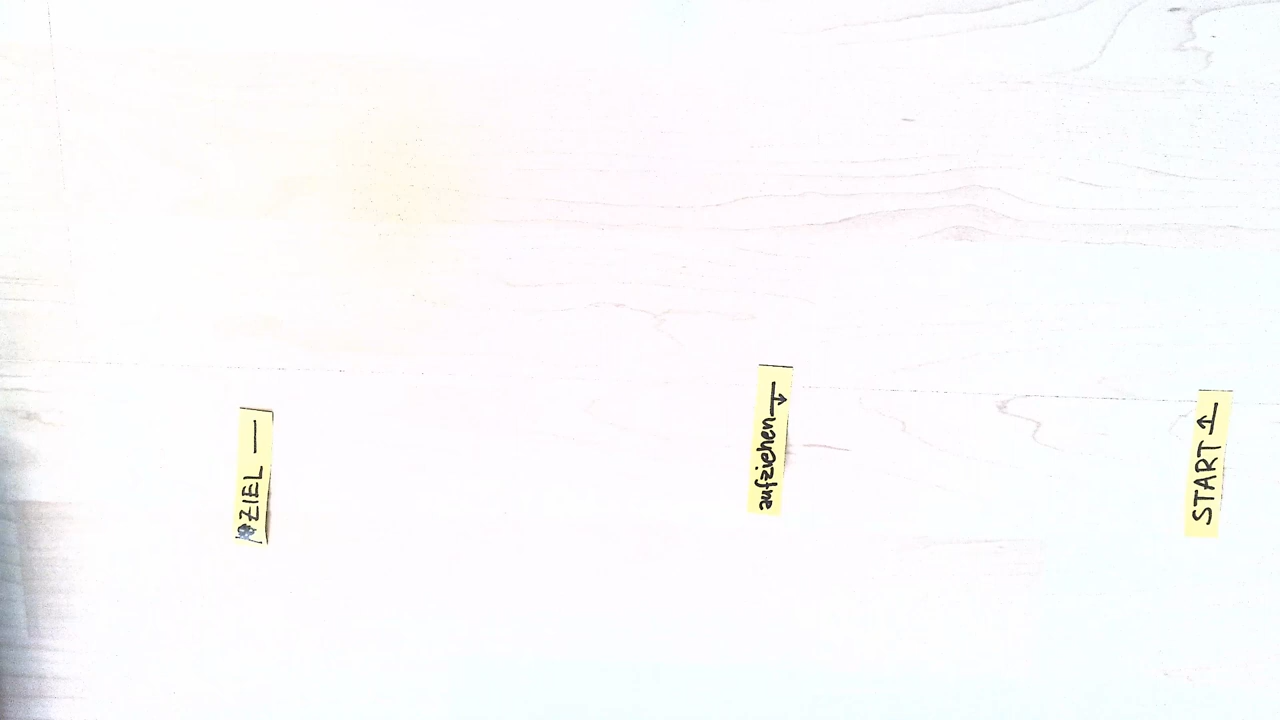 ZIEL —
aufziehen ↦
START ↥